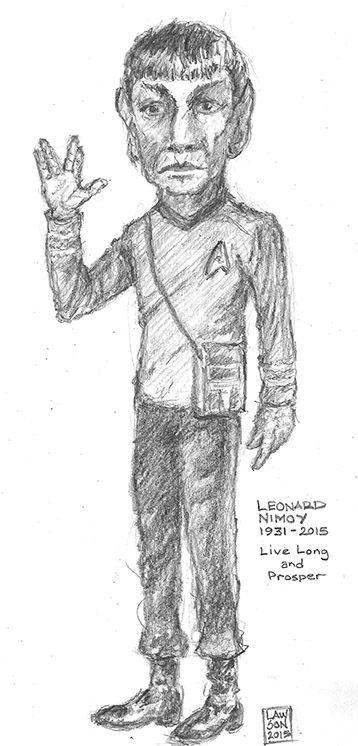 LEONARD
NIMOY
1931-2015
Live Long
and
Prosper
LAW
SON
2015